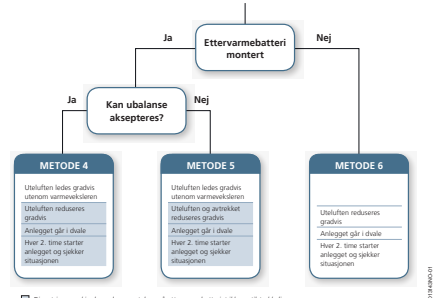 Ja
Ettervarmebatteri
montert
Nej
Ja
Kan ubalanse
aksepteres?
Nej
METODE 4
Uteluften ledes gradvis
utenom varmeveksleren
Uteluften reduseres
gradvis
Anlegget går i dvale
Hver 2. time starter
anlegget og sjekker
situasjonen
METODE 5
Uteluften ledes gradvis
utenom varmeveksleren
Uteluften og avtrekket
reduseres gradvis
Anlegget går i dvale
Hver 2. time starter
anlegget og sjekker
situasjonen
METODE 6
Uteluften reduseres
gradvis
Anlegget går i dvale
Hver 2. time starter
anlegget og sjekker
situasjonen